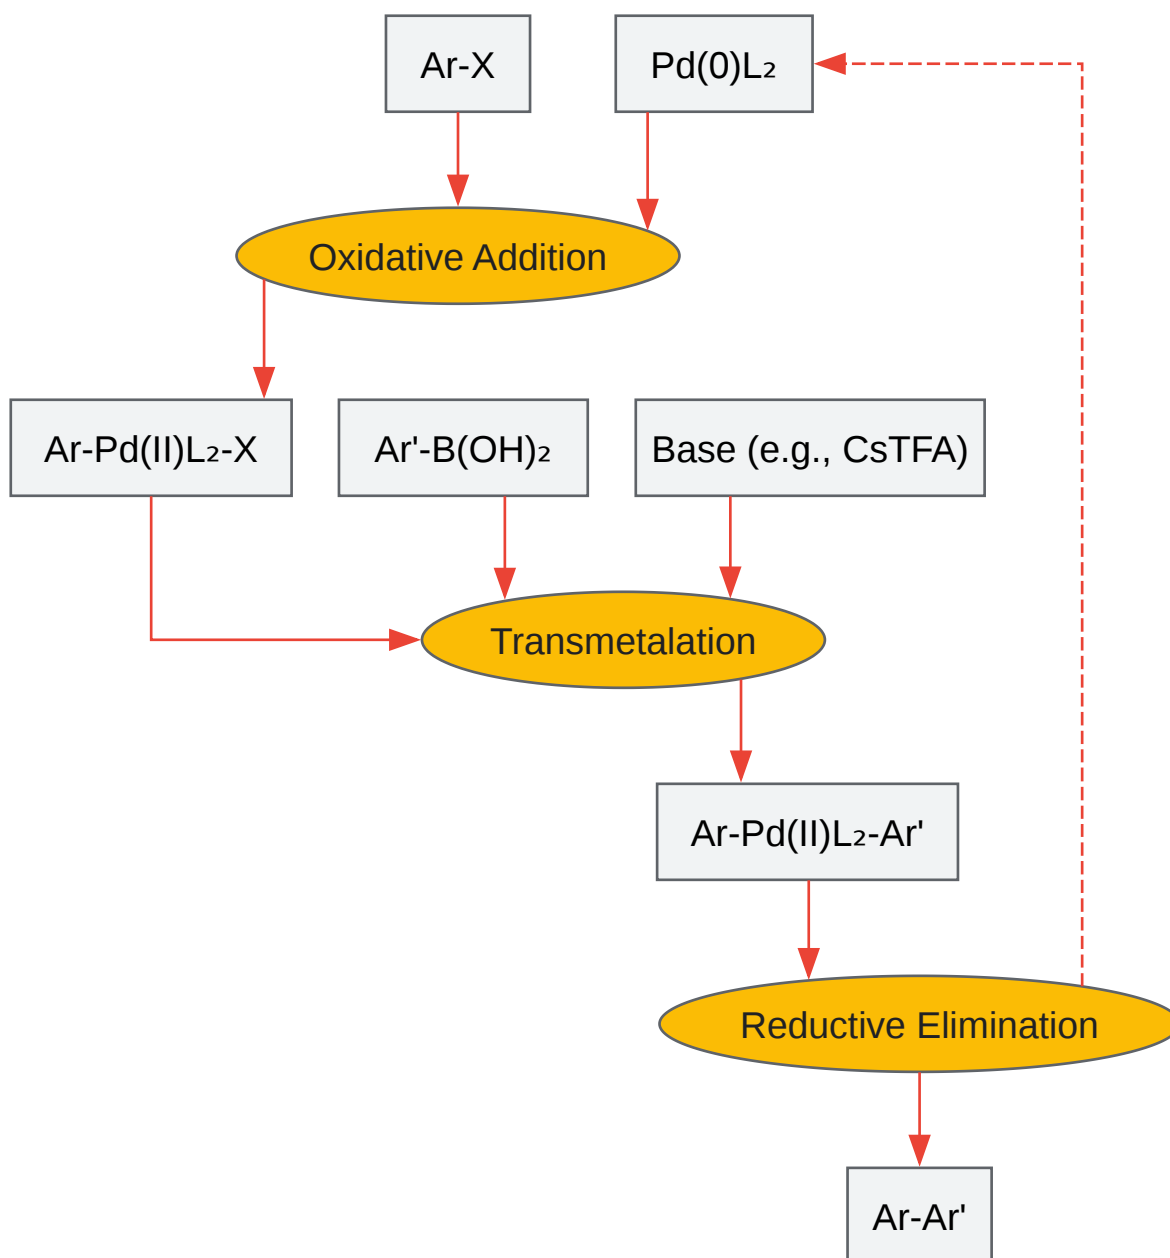 Ar-X
Pd(0)L₂
Oxidative Addition
Ar-Pd(II)L₂-X
Ar'-B(OH)₂
Base (e.g., CsTFA)
Transmetalation
Ar-Pd(II)L₂-Ar'
Reductive Elimination
Ar-Ar'